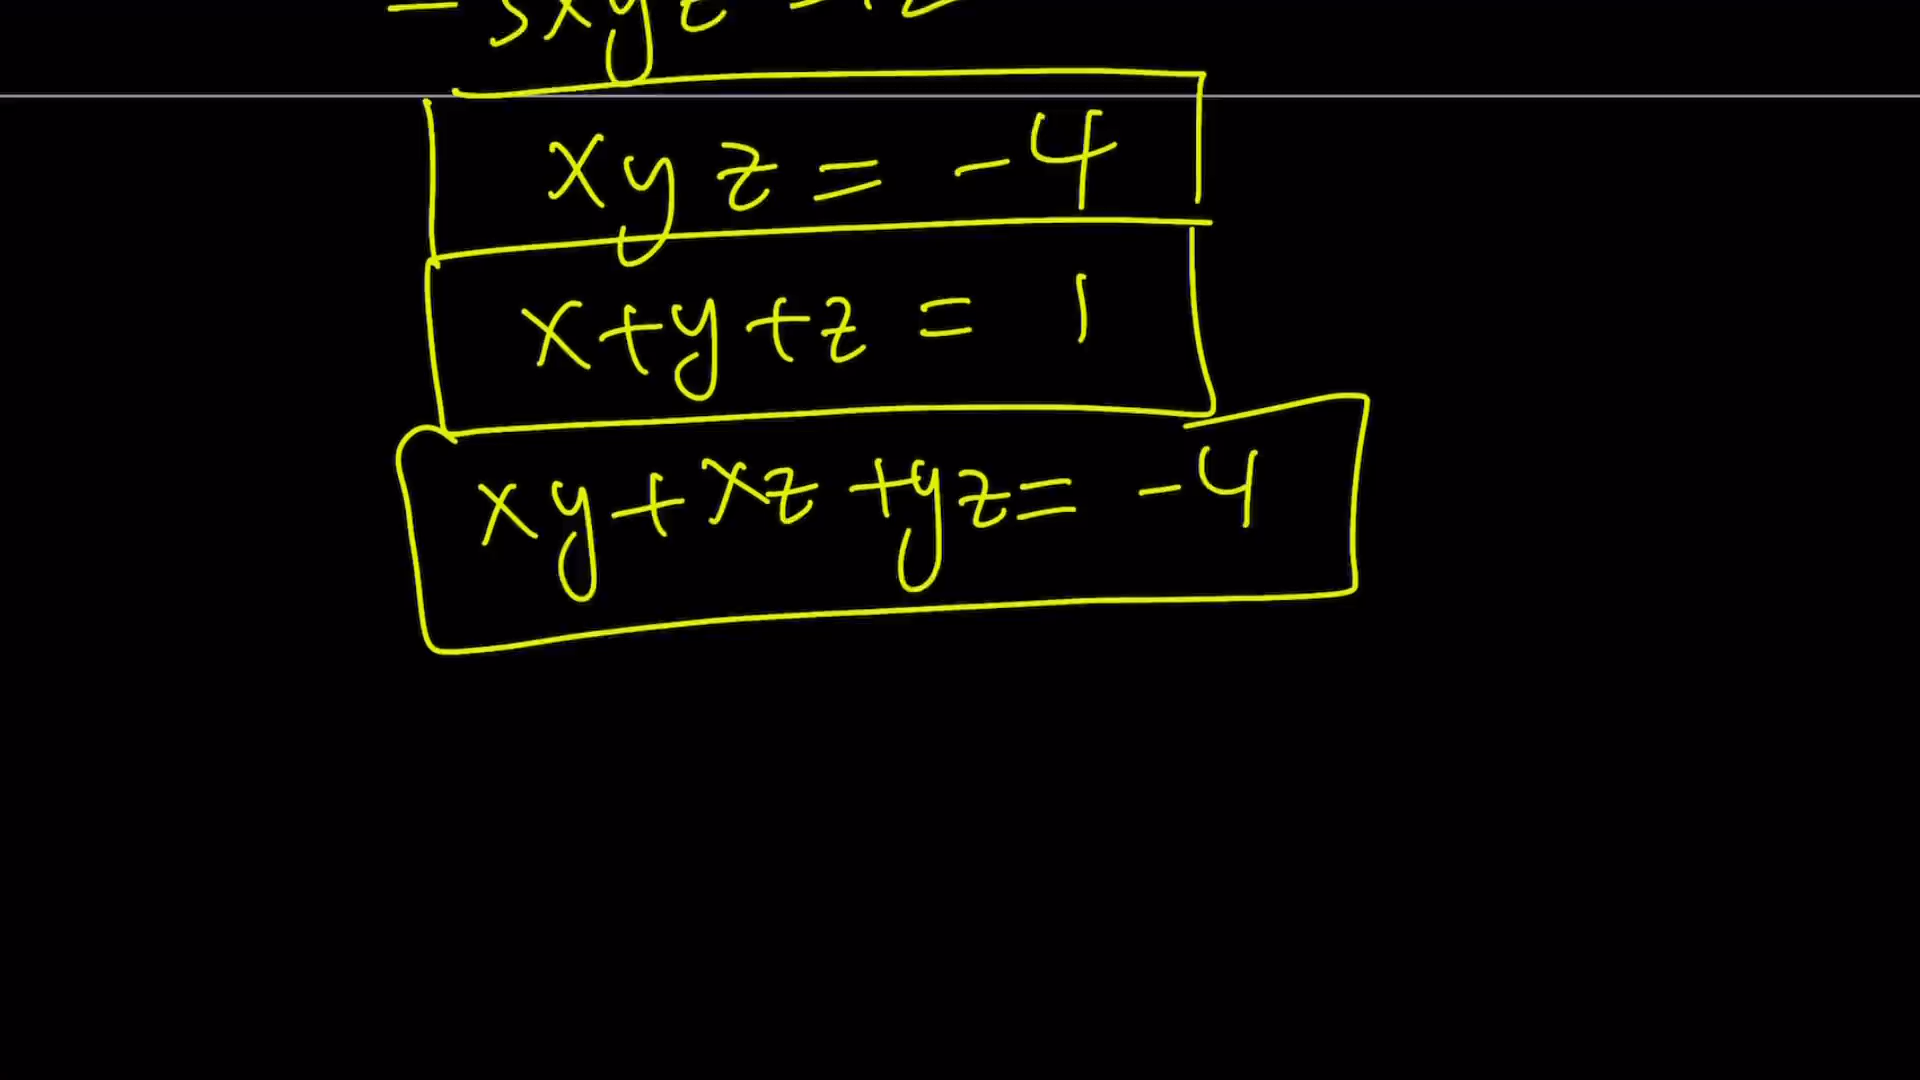 xyz = -4
x+y+z = 1
xy+xz+yz= -4